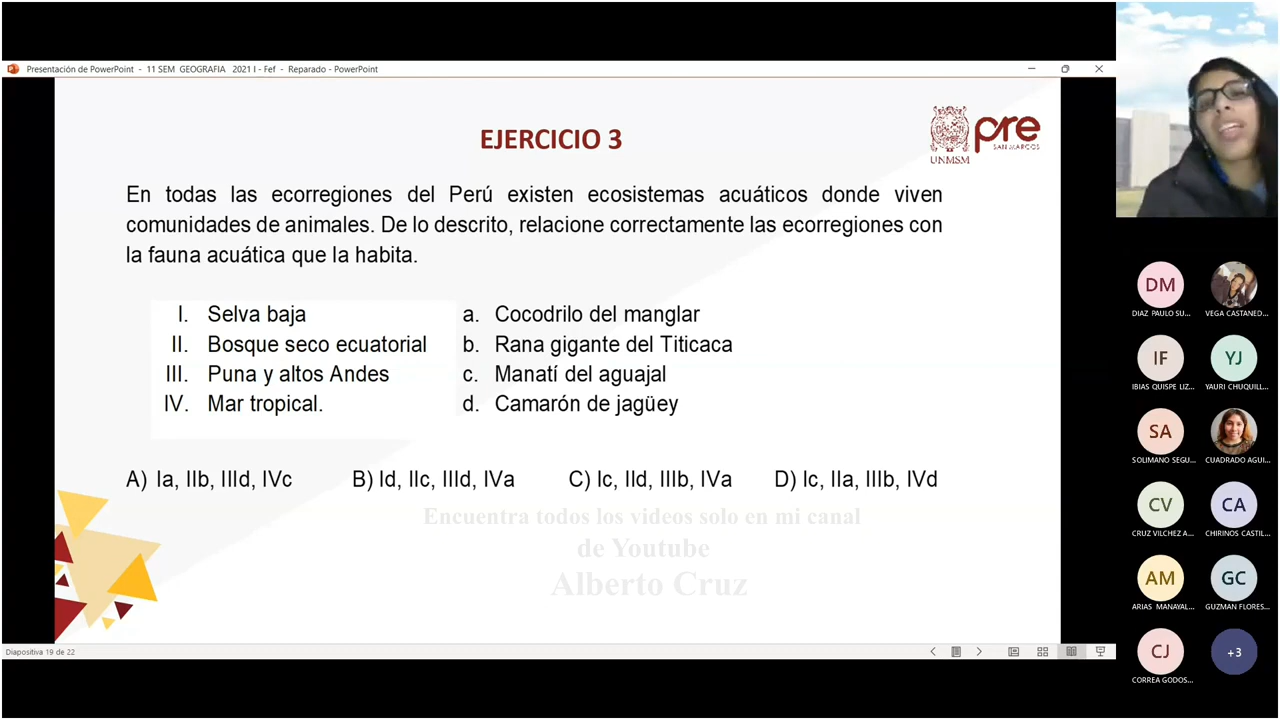 Presentación de PowerPoint - 11 SEM GEOGRAFIA 2021 I - Fef - Reparado - PowerPoint
EJERCICIO 3
UNMSM
pre
SAN MARCOS
En todas las ecorregiones del Perú existen ecosistemas acuáticos donde viven
comunidades de animales. De lo descrito, relacione correctamente las ecorregiones con
la fauna acuática que la habita.
I. Selva baja
II. Bosque seco ecuatorial
III. Puna y altos Andes
IV. Mar tropical.
a. Cocodrilo del manglar
b. Rana gigante del Titicaca
c. Manatí del aguajal
d. Camarón de jagüey
A) Ia, IIb, IIId, IVc B) Id, IIc, IIId, IVa C) Ic, IId, IIIb, IVa D) Ic, IIa, IIIb, IVd
Encuentra todos los videos solo en mi canal
de Youtube
Alberto Cruz
Diapositiva 19 de 22
DM
DIAZ PAULO SU...
VEGA CASTANED...
IF
IBIAS QUISPE LIZ...
YJ
YAURI CHUQUILL...
SA
SOLIMANO SEGU...
CUADRADO AGUI...
CV
CRUZ VILCHEZ A...
CA
CHIRINOS CASTIL...
AM
ARIAS MANAYAL...
GC
GUZMAN FLORES...
CJ
CORREA GODOS...
+3